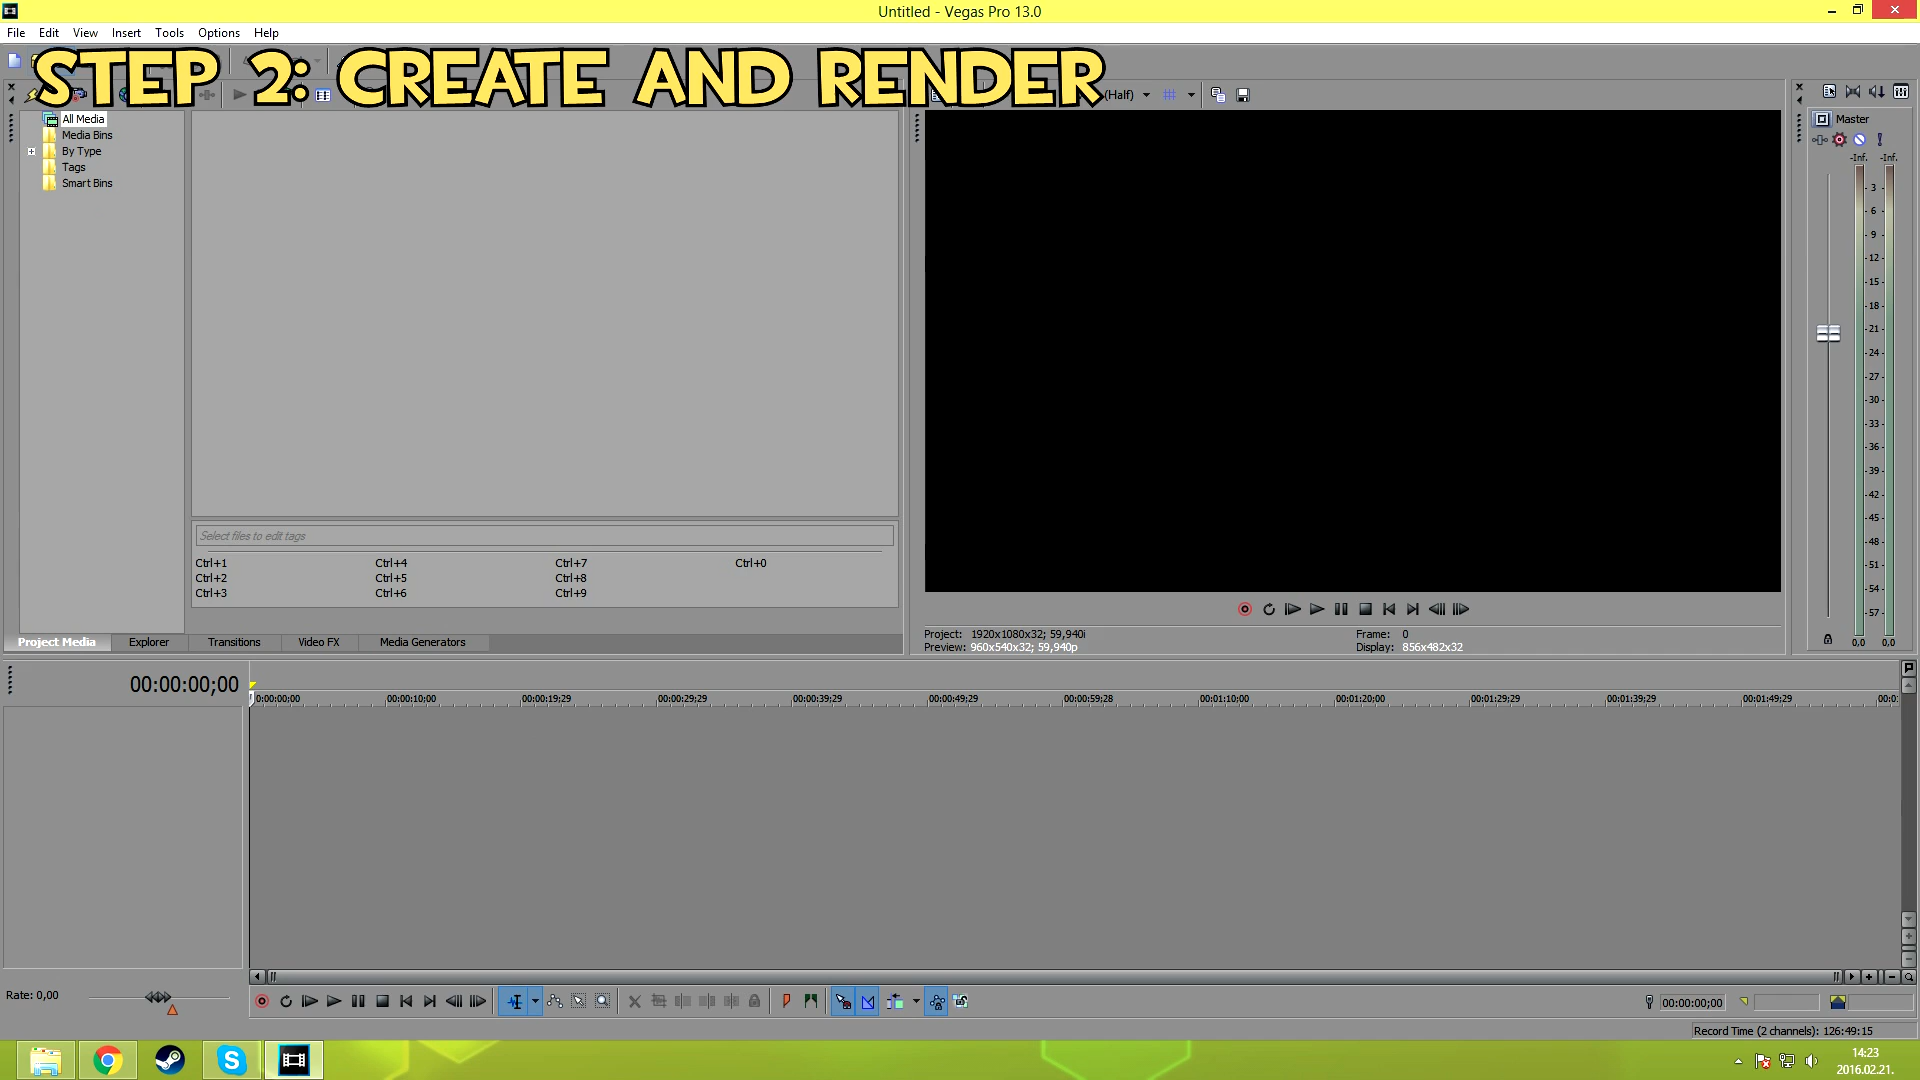 Untitled - Vegas Pro 13.0
File Edit View Insert Tools Options Help
STEP 2: CREATE AND RENDER
(Half)
All Media
Media Bins
By Type
Tags
Smart Bins
Select files to edit tags
Ctrl+1 Ctrl+4 Ctrl+7 Ctrl+0
Ctrl+2 Ctrl+5 Ctrl+8
Ctrl+3 Ctrl+6 Ctrl+9
Project Media Explorer Transitions Video FX Media Generators
Project: 1920x1080x32; 59,940i Frame: 0
Preview: 960x540x32; 59,940p Display: 856x482x32
Master
-Inf. -Inf.
- 3 -
- 6 -
- 9 -
- 12 -
- 15 -
- 18 -
- 21 -
- 24 -
- 27 -
- 30 -
- 33 -
- 36 -
- 39 -
- 42 -
- 45 -
- 48 -
- 51 -
- 54 -
- 57 -
0,0 0,0
00:00:00;00
0:00:00;00 00:00:10;00 00:00:19;29 00:00:29;29 00:00:39;29 00:00:49;29 00:00:59;28 00:01:10;00 00:01:20;00 00:01:29;29 00:01:39;29 00:01:49;29 00:0
Rate: 0,00
00:00:00;00
Record Time (2 channels): 126:49:15
14:23
2016.02.21.